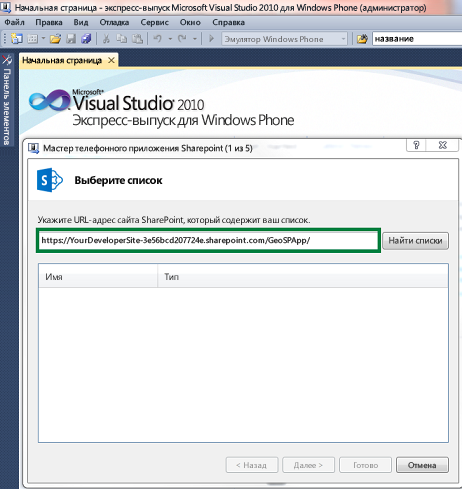 Начальная страница - экспресс-выпуск Microsoft Visual Studio 2010 для Windows Phone (администратор)
Файл Правка Вид Отладка Сервис Окно Справка
Эмулятор Windows Phone название
Панель элементов
Начальная страница X
Microsoft®
Visual Studio 2010
Экспресс-выпуск для Windows Phone
Мастер телефонного приложения Sharepoint (1 из 5)
S
Выберите список
Укажите URL-адрес сайта SharePoint, который содержит ваш список.
https://YourDeveloperSite-3e56bcd207724e.sharepoint.com/GeoSPApp/ Найти списки
Имя Тип
< Назад Далее > Готово Отмена